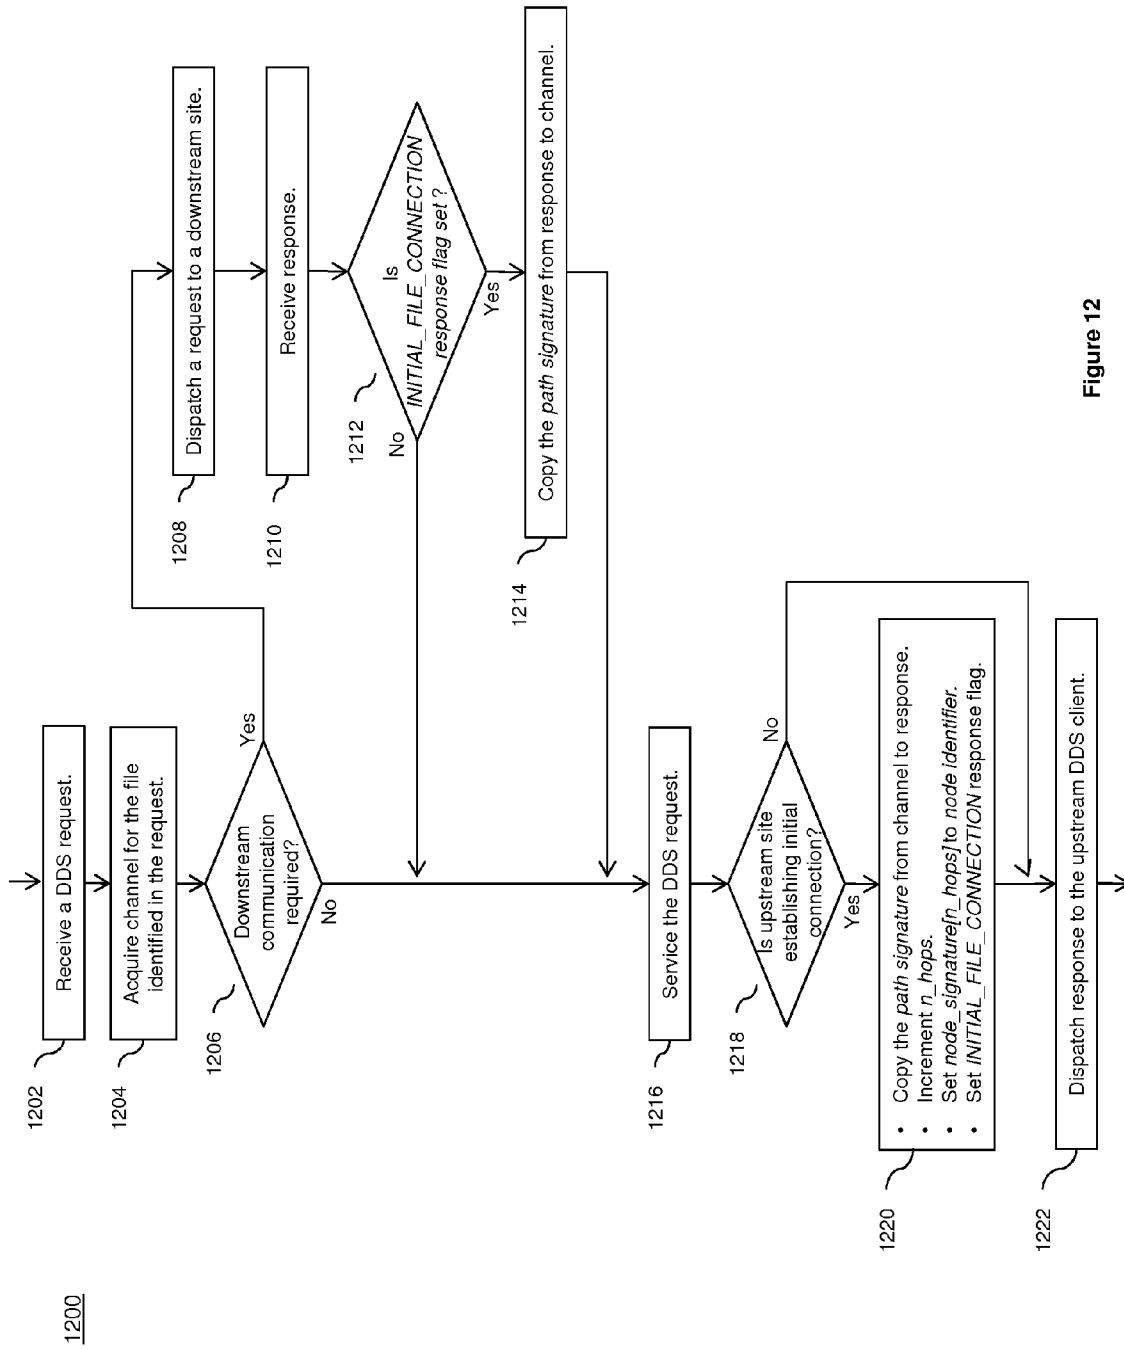 1200
1202
Receive a DDS request.
1204
Acquire channel for the file
identified in the request.
1206
Downstream
communication
required?
Yes
No
1208
Dispatch a request to a downstream site.
1210
Receive response.
1212
Is
INITIAL_FILE_CONNECTION
response flag set ?
No
Yes
1214
Copy the path signature from response to channel.
1216
Service the DDS request.
1218
Is upstream site
establishing initial
connection?
No
Yes
1220
• Copy the path signature from channel to response.
• Increment n_hops.
• Set node_signature[n_hops] to node identifier.
• Set INITIAL_FILE_CONNECTION response flag.
1222
Dispatch response to the upstream DDS client.
Figure 12